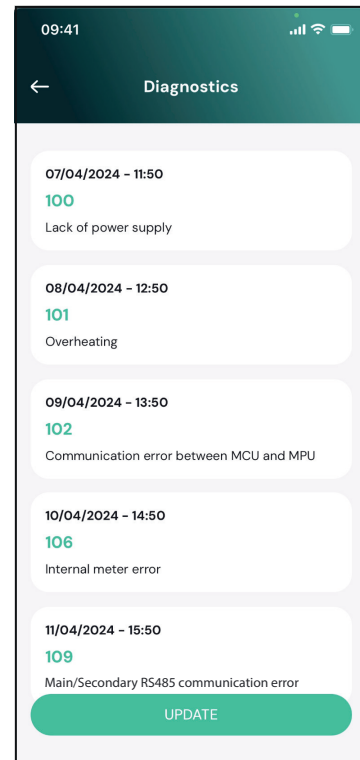 09:41
Diagnostics
07/04/2024 - 11:50
100
Lack of power supply
08/04/2024 - 12:50
101
Overheating
09/04/2024 - 13:50
102
Communication error between MCU and MPU
10/04/2024 - 14:50
106
Internal meter error
11/04/2024 - 15:50
109
Main/Secondary RS485 communication error
UPDATE